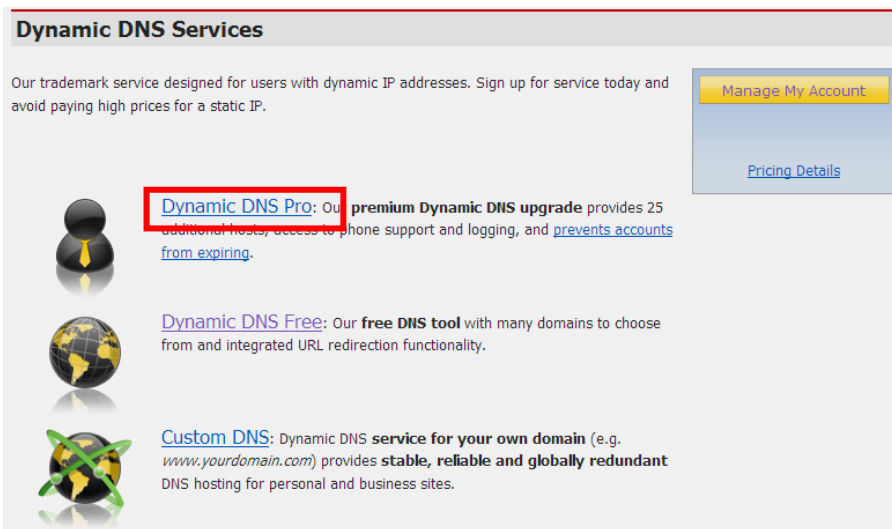 Dynamic DNS Services
Our trademark service designed for users with dynamic IP addresses. Sign up for service today and
avoid paying high prices for a static IP.
Manage My Account
Pricing Details
Dynamic DNS Pro: Our premium Dynamic DNS upgrade provides 25
additional hosts, access to phone support and logging, and prevents accounts
from expiring.
Dynamic DNS Free: Our free DNS tool with many domains to choose
from and integrated URL redirection functionality.
Custom DNS: Dynamic DNS service for your own domain (e.g.
www.yourdomain.com) provides stable, reliable and globally redundant
DNS hosting for personal and business sites.